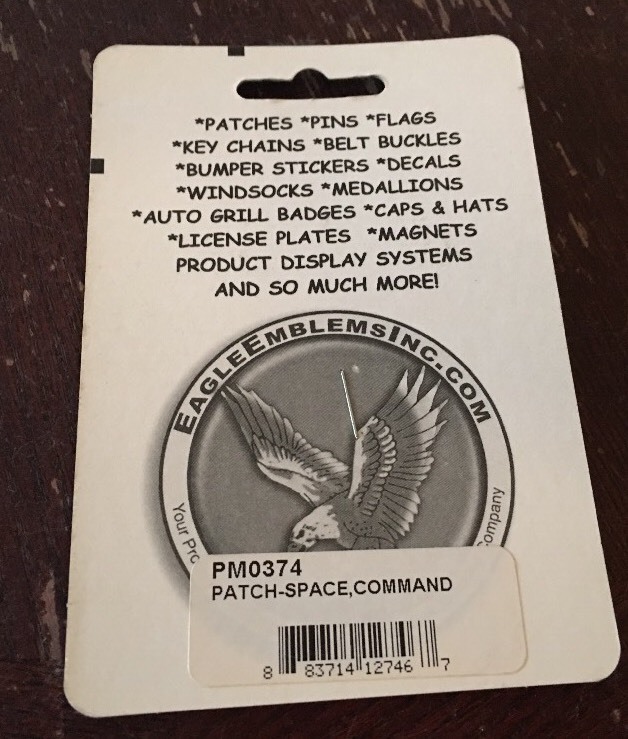 *PATCHES *PINS *FLAGS
*KEY CHAINS *BELT BUCKLES
*BUMPER STICKERS *DECALS
*WINDSOCKS *MEDALLIONS
*AUTO GRILL BADGES *CAPS & HATS
*LICENSE PLATES *MAGNETS
PRODUCT DISPLAY SYSTEMS
AND SO MUCH MORE!
EAGLEEMBLEMSINC.COM
Your Pro
ompany
PM0374
PATCH-SPACE,COMMAND
8 83714 12746 7